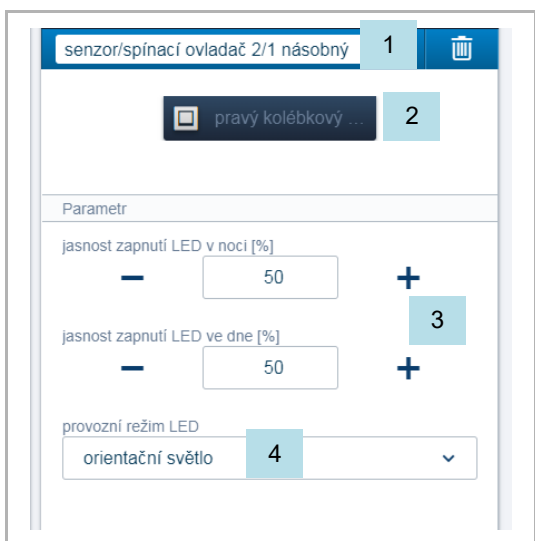 senzor/spínací ovladač 2/1 násobný 1
pravý kolébkový ... 2
Parametr
jasnost zapnutí LED v noci [%]
− 50 +
3
jasnost zapnutí LED ve dne [%]
− 50 +
provozní režim LED
orientační světlo 4